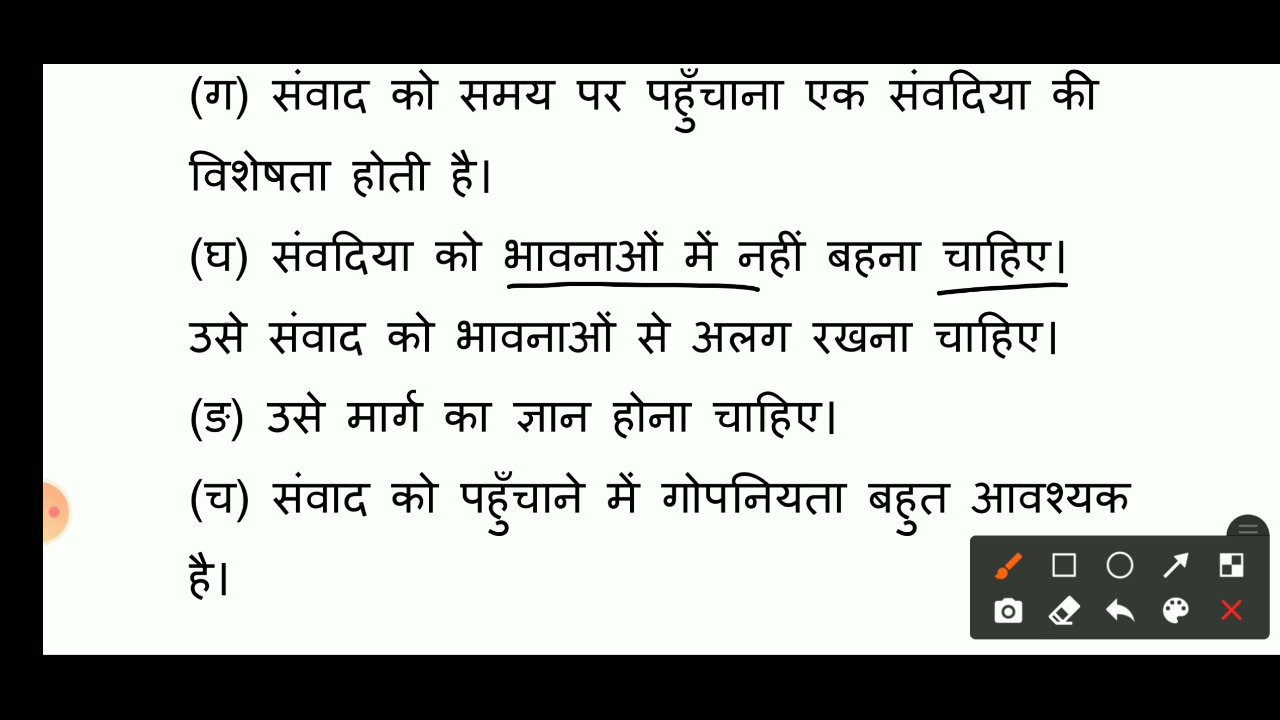 (ग) संवाद को समय पर पहुँचाना एक संवदिया की
विशेषता होती है।
(घ) संवदिया को भावनाओं में नहीं बहना चाहिए।
उसे संवाद को भावनाओं से अलग रखना चाहिए।
(ङ) उसे मार्ग का ज्ञान होना चाहिए।
(च) संवाद को पहुँचाने में गोपनियता बहुत आवश्यक
है।